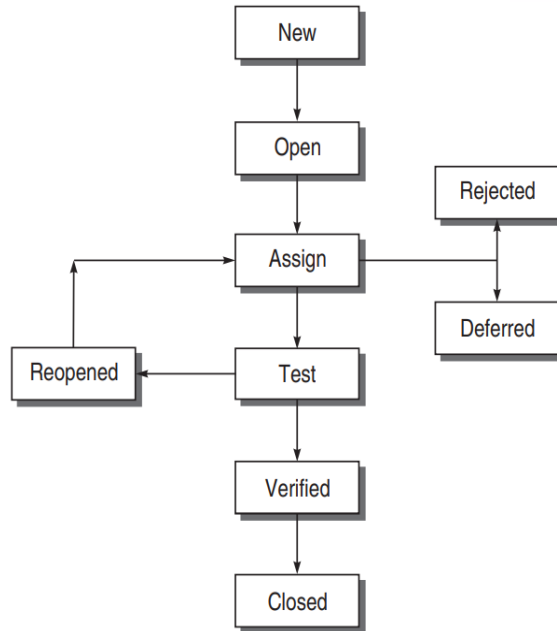 New
Open
Rejected
Assign
Deferred
Reopened
Test
Verified
Closed